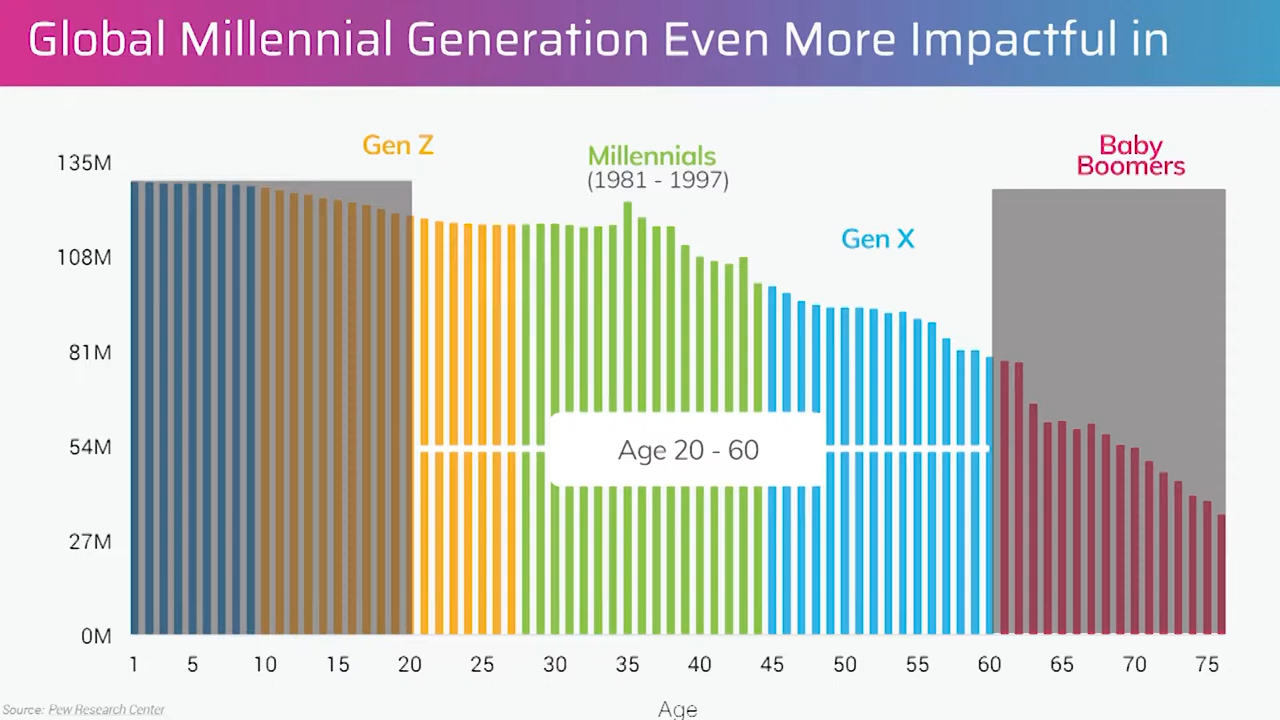 Global Millennial Generation Even More Impactful in
Gen Z
Millennials
(1981 - 1997)
Baby
Boomers
Gen X
135M
108M
81M
54M
27M
0M
Age 20 - 60
1 5 10 15 20 25 30 35 40 45 50 55 60 65 70 75
Age
Source: Pew Research Center